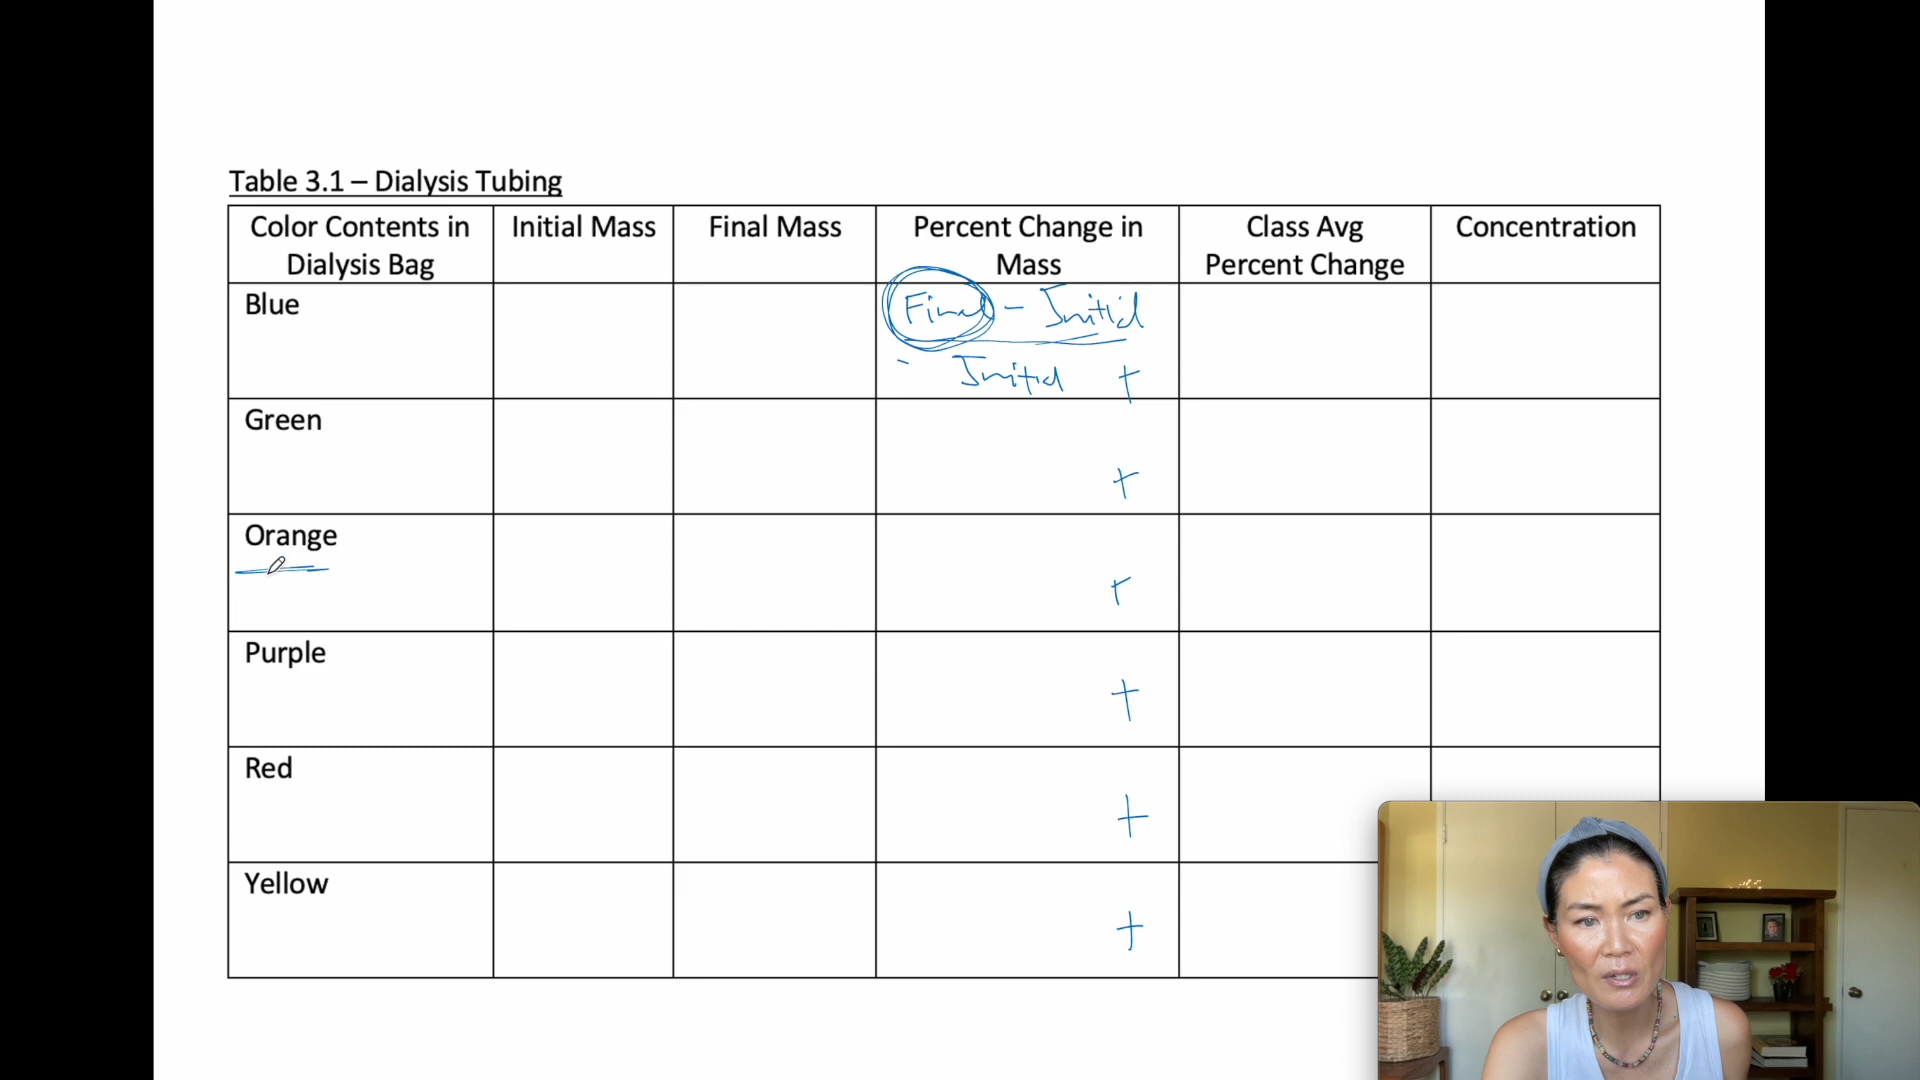 Table 3.1 – Dialysis Tubing
Color Contents in Dialysis Bag
Initial Mass
Final Mass
Percent Change in Mass
Class Avg Percent Change
Concentration
Blue
Final - Initial
Initial +
Green
+
Orange
+
Purple
+
Red
+
Yellow
+